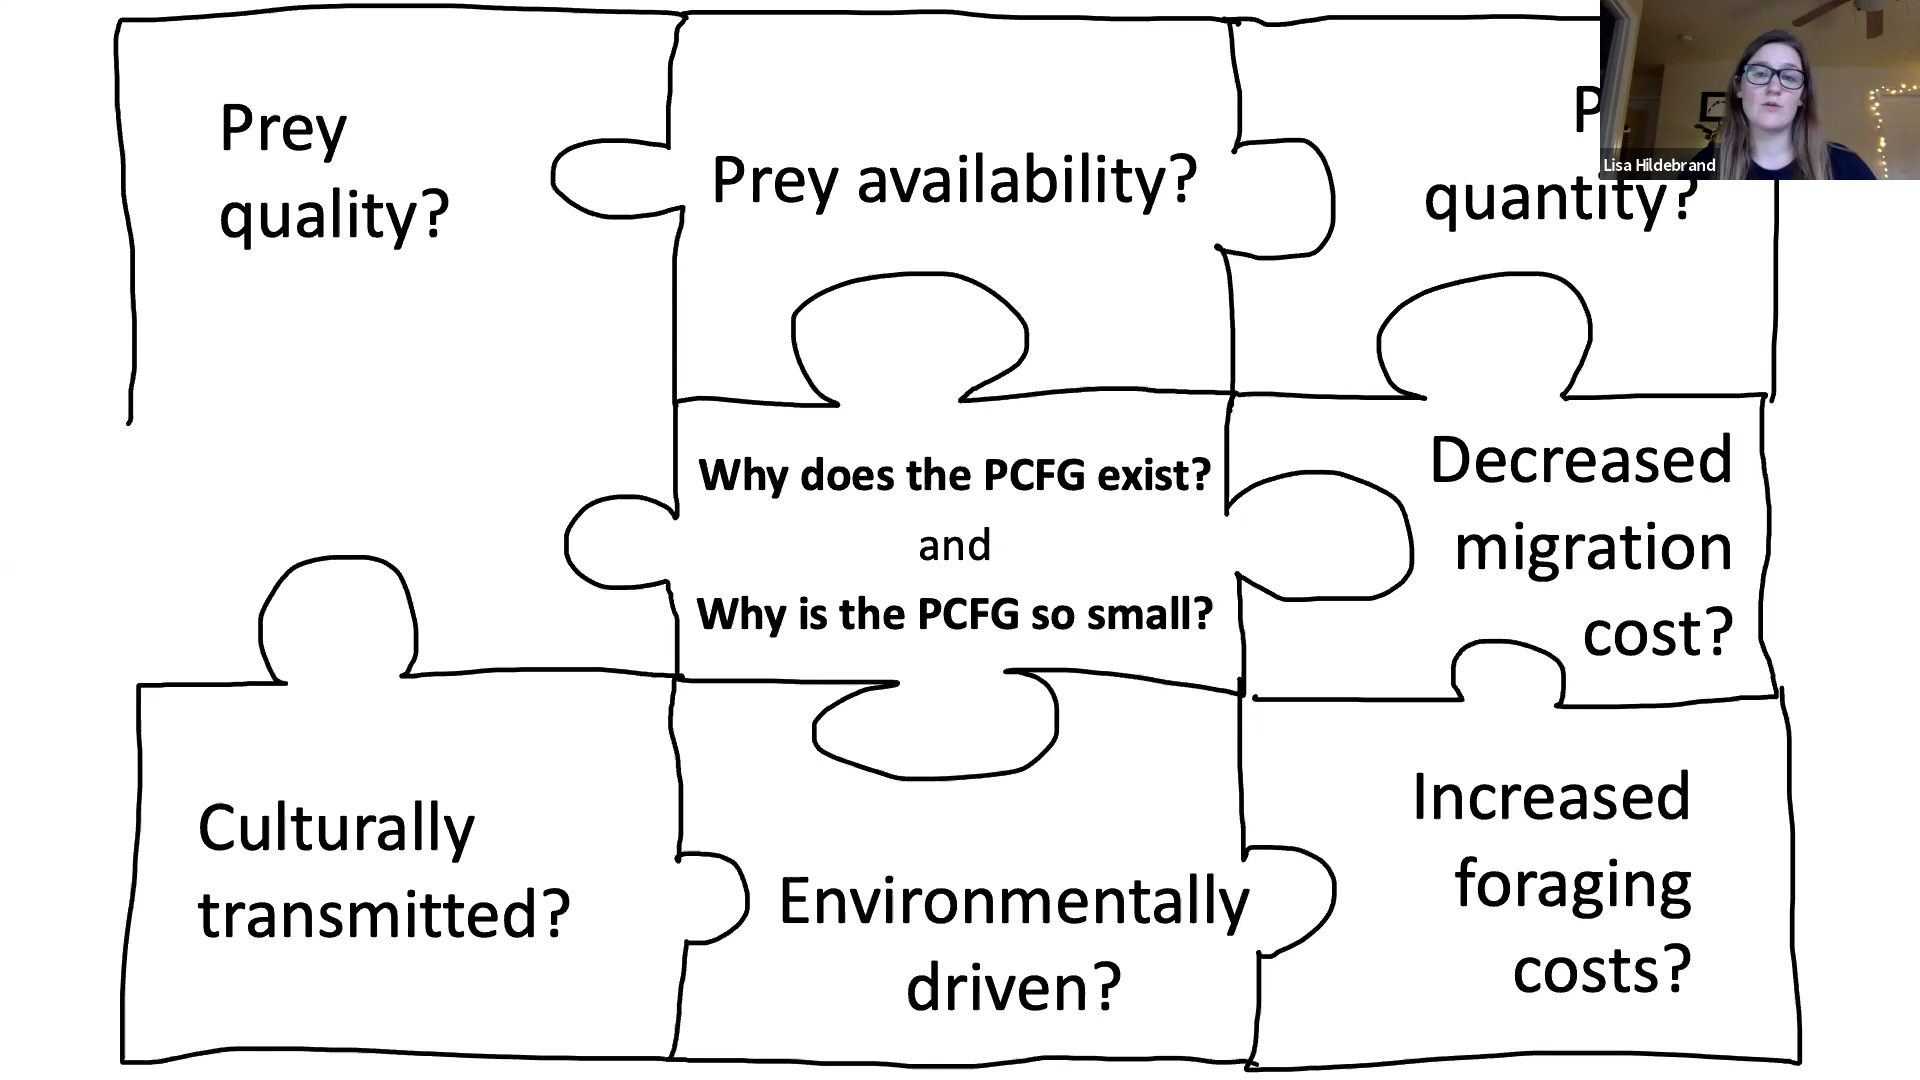 Prey
quality?
Prey availability?
quantity?
Lisa Hildebrand
Why does the PCFG exist?
and
Why is the PCFG so small?
Decreased
migration
cost?
Culturally
transmitted?
Environmentally
driven?
Increased
foraging
costs?